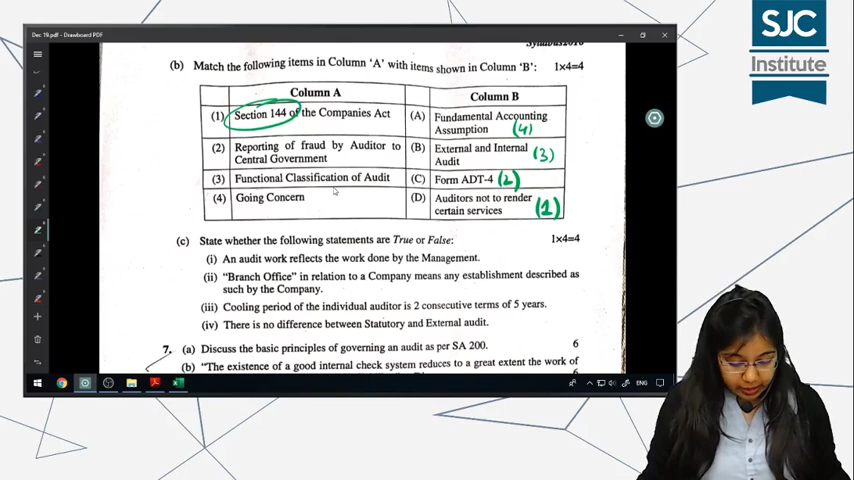 Dec 19.pdf - Drawboard PDF
SJC
Institute
Syllabus2016
(b) Match the following items in Column 'A' with items shown in Column 'B': 1×4=4
Column A
Column B
(1) Section 144 of the Companies Act
(A) Fundamental Accounting
Assumption (4)
(2) Reporting of fraud by Auditor to
Central Government
(B) External and Internal
Audit (3)
(3) Functional Classification of Audit
(C) Form ADT-4 (2)
(4) Going Concern
(D) Auditors not to render
certain services (1)
(c) State whether the following statements are True or False: 1×4=4
(i) An audit work reflects the work done by the Management.
(ii) "Branch Office" in relation to a Company means any establishment described as
such by the Company.
(iii) Cooling period of the individual auditor is 2 consecutive terms of 5 years.
(iv) There is no difference between Statutory and External audit.
7. (a) Discuss the basic principles of governing an audit as per SA 200. 6
(b) "The existence of a good internal check system reduces to a great extent the work of
ENG